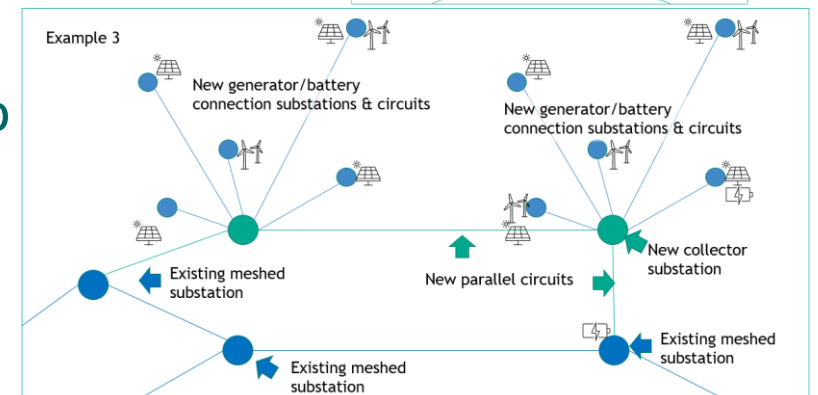 Example 3
New generator/battery
connection substations & circuits
New generator/battery
connection substations & circuits
New collector
substation
Existing meshed
substation
New parallel circuits
Existing meshed
substation
Existing meshed
substation